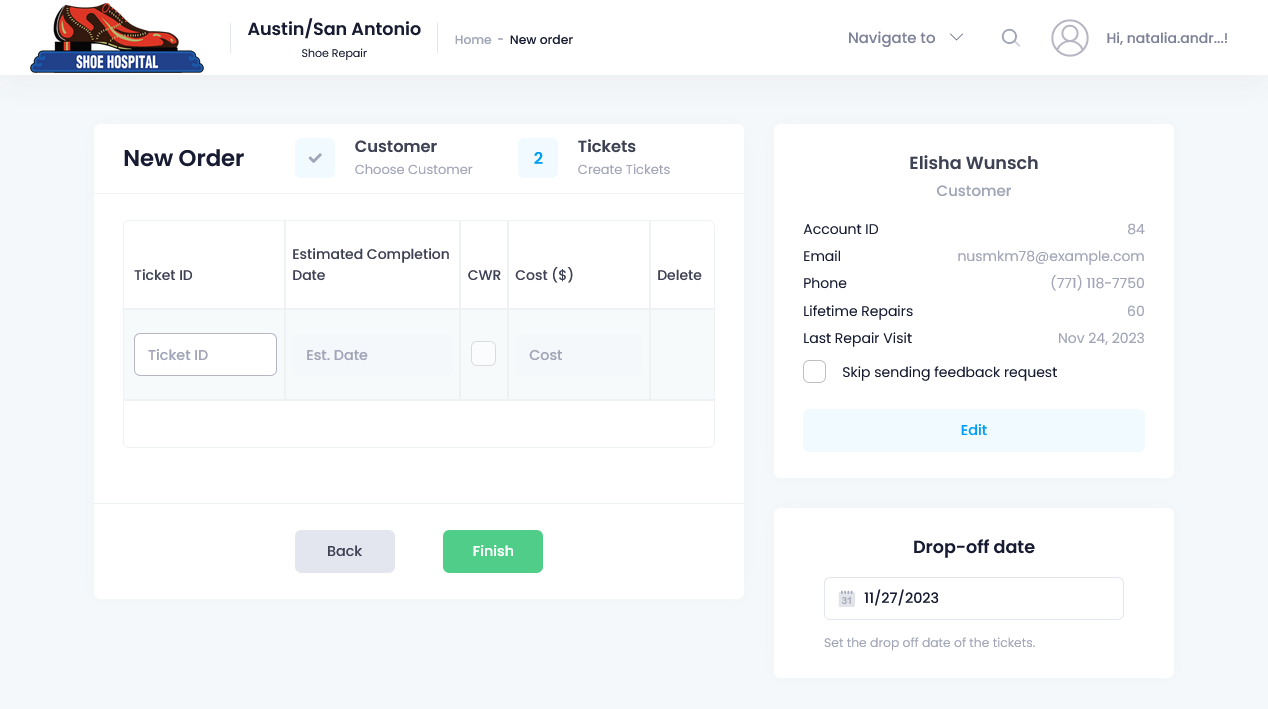 SHOE HOSPITAL
Austin/San Antonio
Shoe Repair
Home - New order
Navigate to
Hi, natalia.andr...!
New Order
Customer
Choose Customer
2
Tickets
Create Tickets
Ticket ID
Estimated Completion
Date
CWR
Cost ($)
Delete
Ticket ID
Est. Date
Cost
Back
Finish
Elisha Wunsch
Customer
Account ID 84
Email nusmkm78@example.com
Phone (771) 118-7750
Lifetime Repairs 60
Last Repair Visit Nov 24, 2023
Skip sending feedback request
Edit
Drop-off date
31 11/27/2023
Set the drop off date of the tickets.